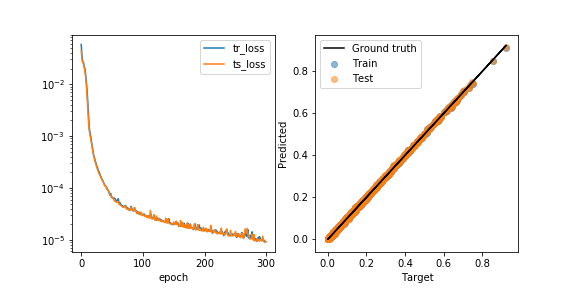 tr_loss
ts_loss
10⁻²
10⁻³
10⁻⁴
10⁻⁵
0
100
200
300
epoch
Ground truth
Train
Test
0.8
0.6
0.4
0.2
0.0
Predicted
0.0
0.2
0.4
0.6
0.8
Target